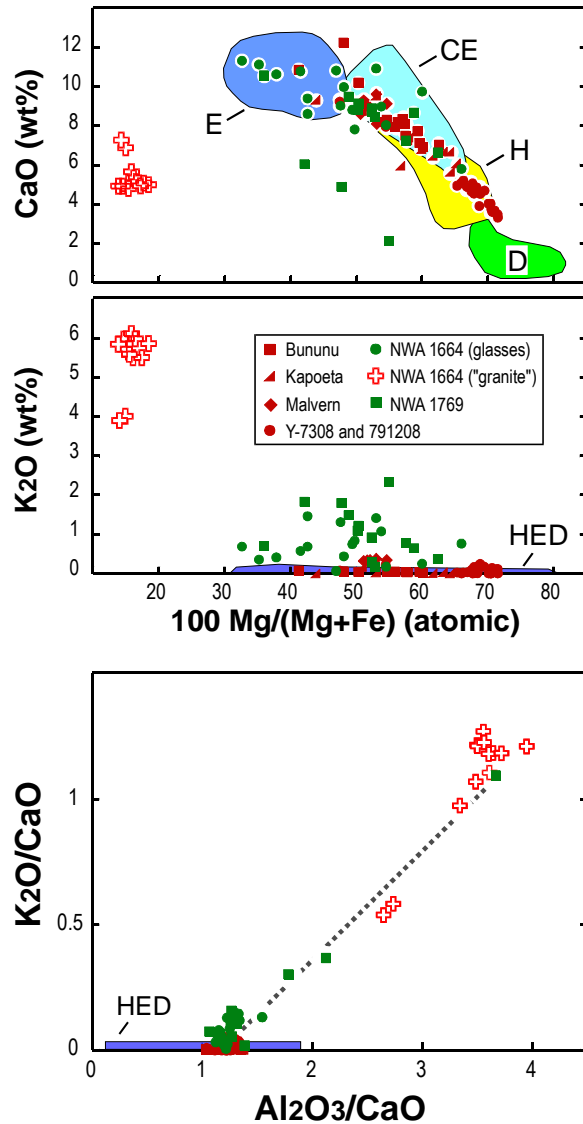 12
10
8
6
4
2
0
CaO (wt%)
E
CE
H
D
6
5
4
3
2
1
0
K2O (wt%)
Bununu
Kapoeta
Malvern
Y-7308 and 791208
NWA 1664 (glasses)
NWA 1664 ("granite")
NWA 1769
HED
20 30 40 50 60 70 80
100 Mg/(Mg+Fe) (atomic)
1
0.5
0
K2O/CaO
HED
0 1 2 3 4
Al2O3/CaO